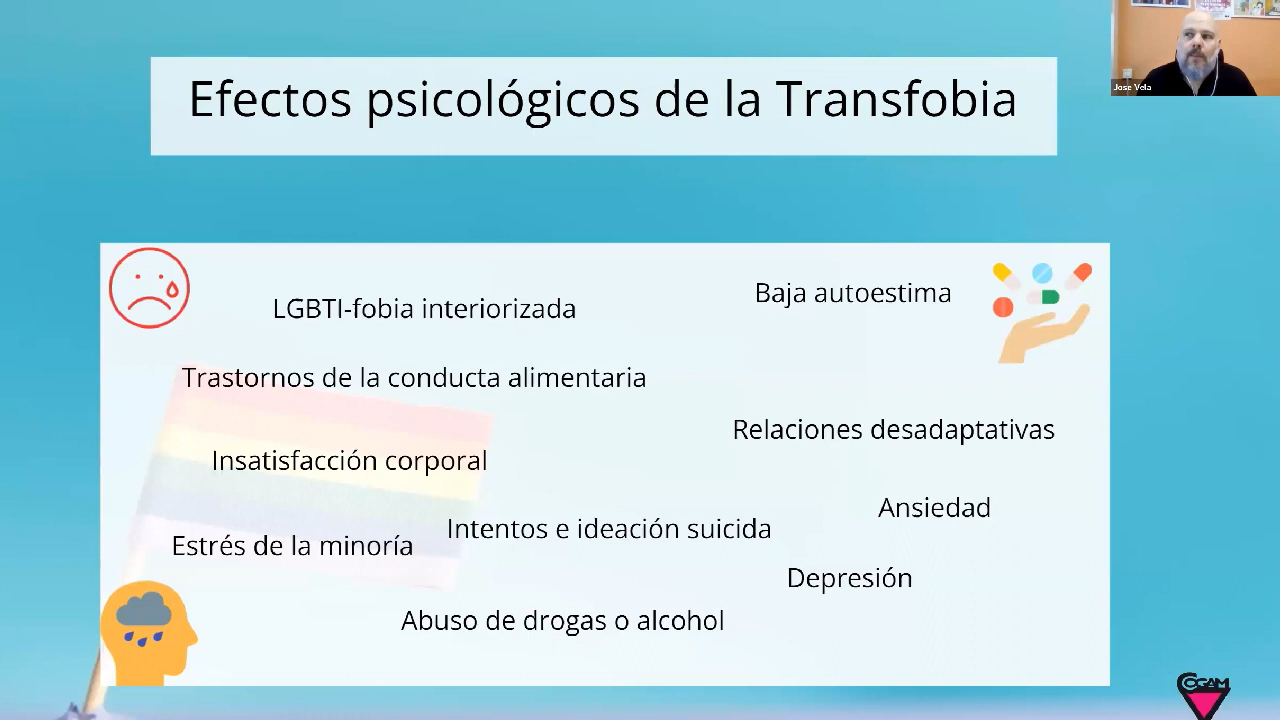 Efectos psicológicos de la Transfobia
Jose Vela
LGBTI-fobia interiorizada
Baja autoestima
Trastornos de la conducta alimentaria
Relaciones desadaptativas
Insatisfacción corporal
Ansiedad
Intentos e ideación suicida
Estrés de la minoría
Depresión
Abuso de drogas o alcohol
COGAM